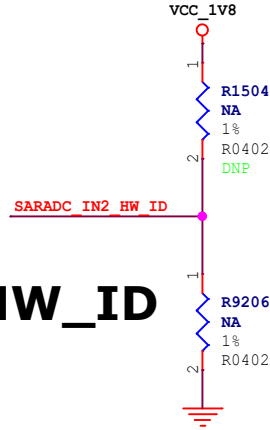 VCC_1V8
1
R1504
NA
1%
R0402
2
DNP
SARADC_IN2_HW_ID
HW_ID
1
R9206
NA
1%
R0402
2